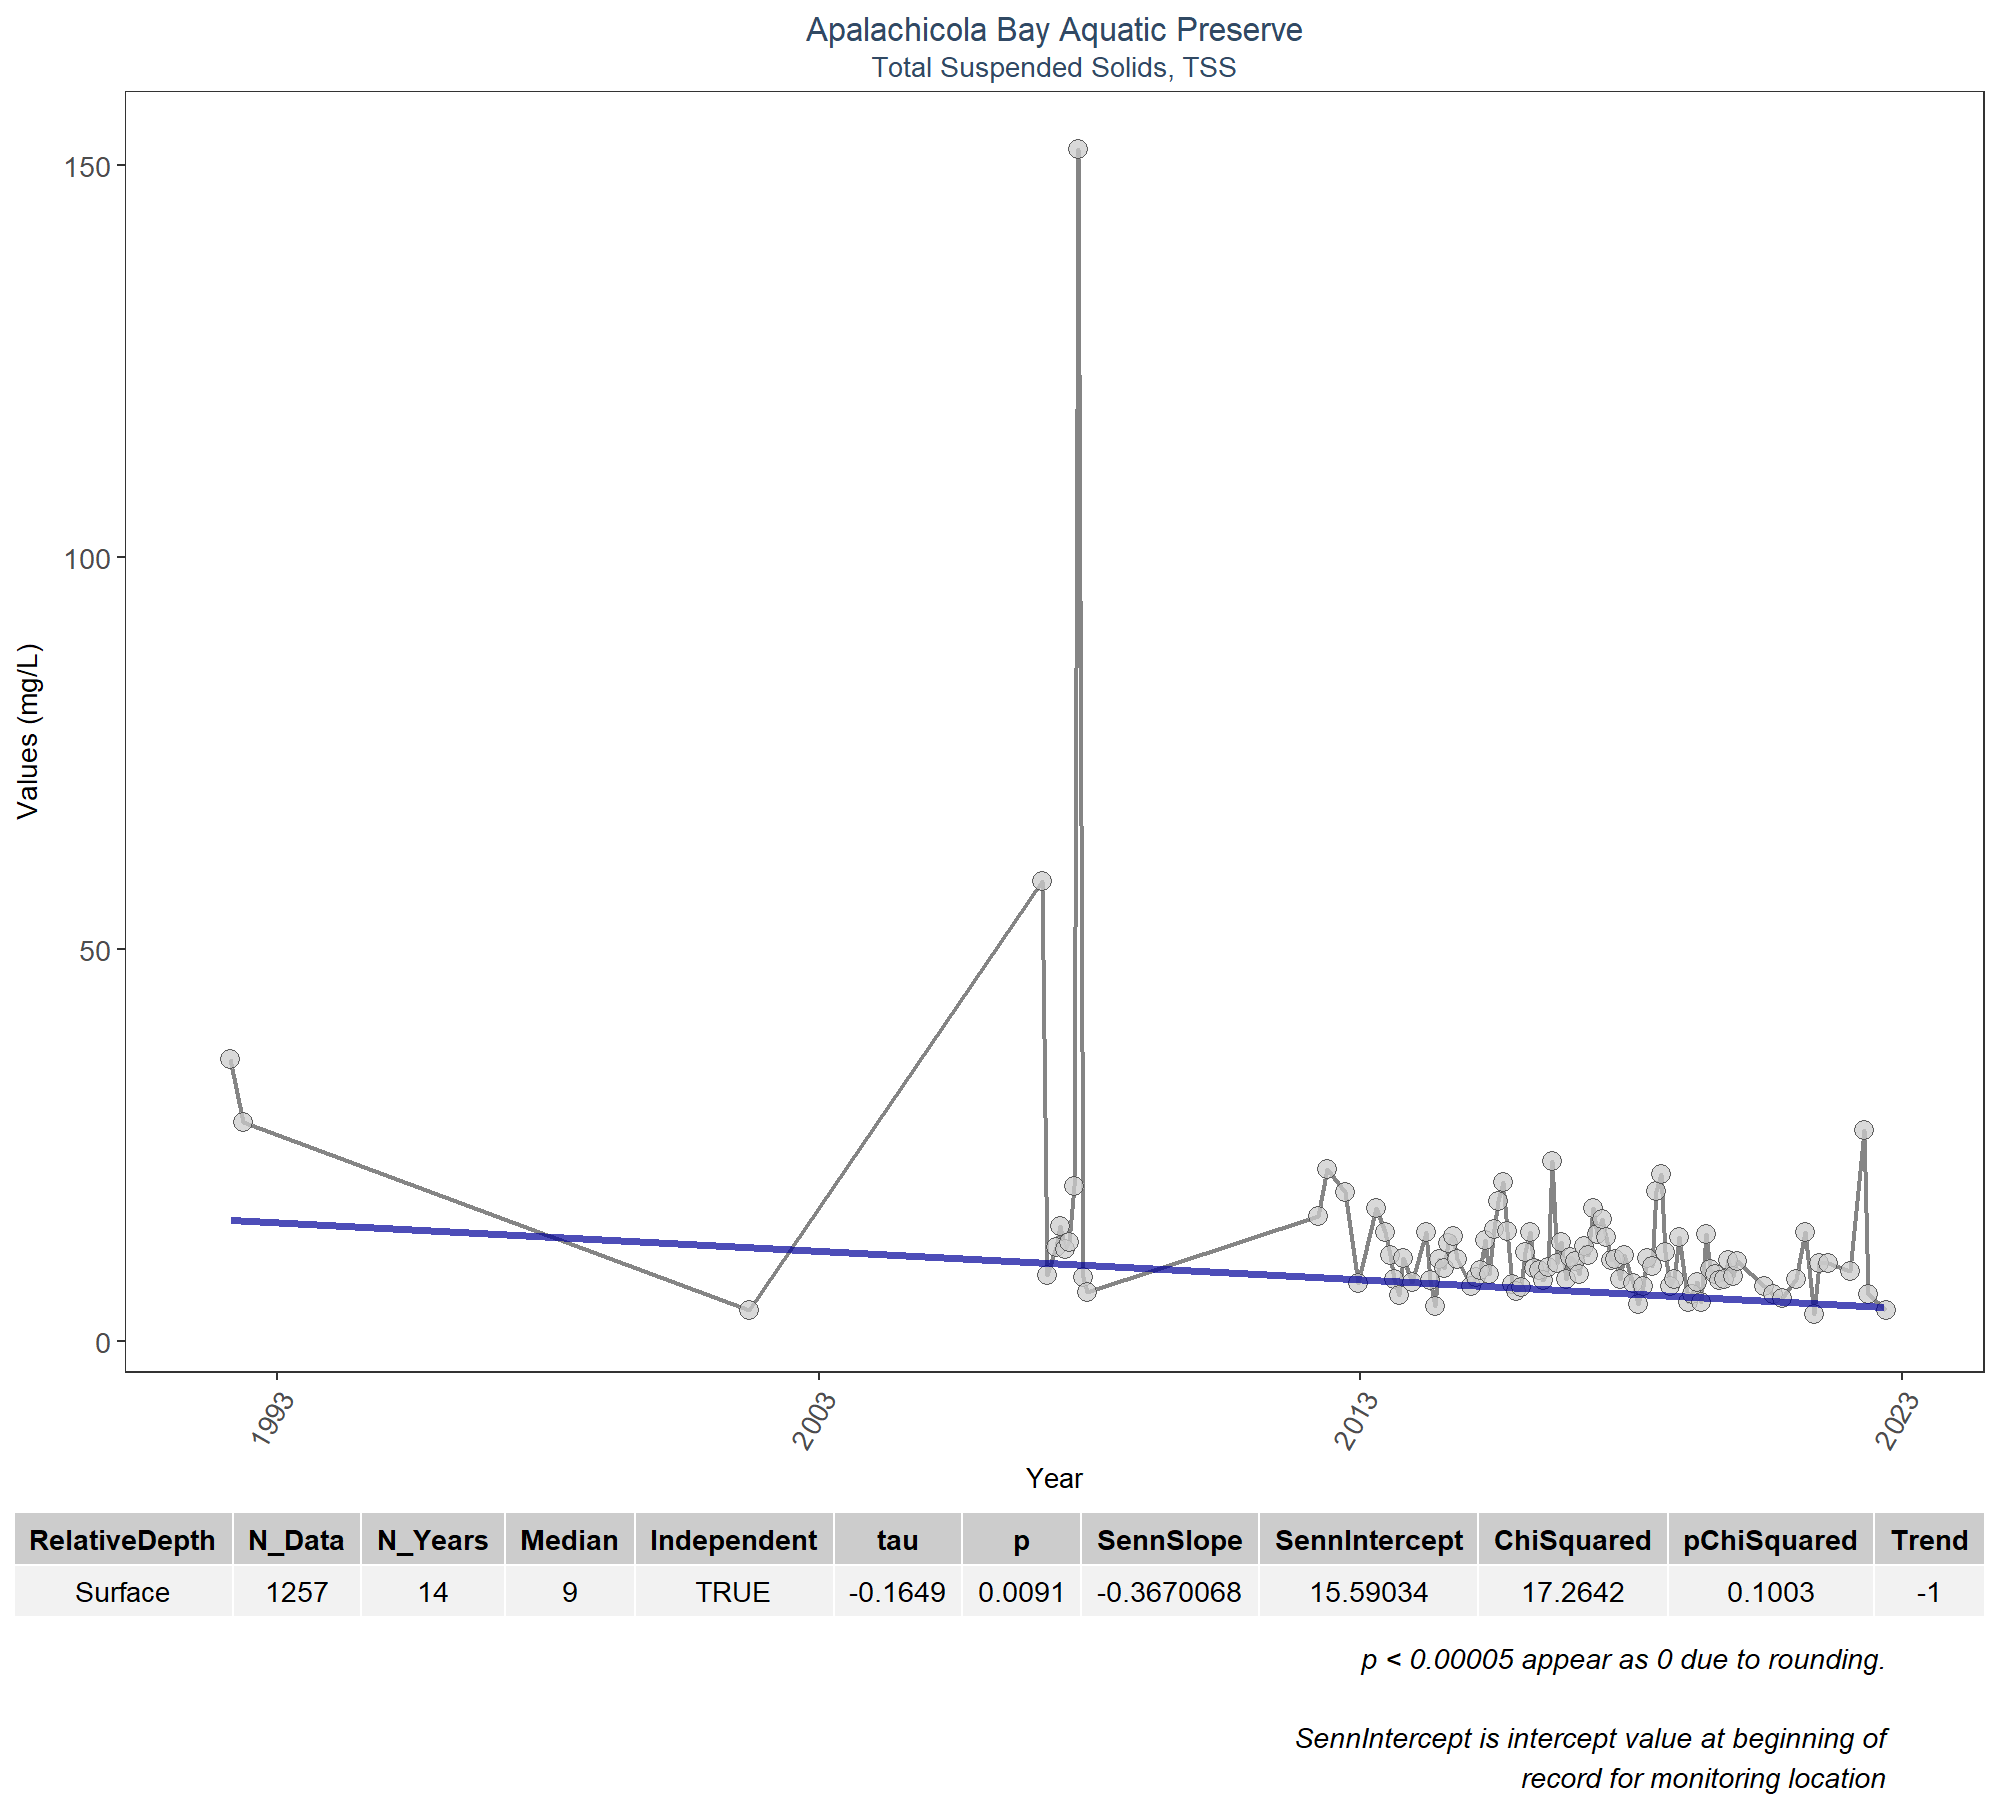 Apalachicola Bay Aquatic Preserve
Total Suspended Solids, TSS
Values (mg/L)
150
100
50
0
1993 2003 2013 2023
Year
RelativeDepth N_Data N_Years Median Independent tau p SennSlope SennIntercept ChiSquared pChiSquared Trend
Surface 1257 14 9 TRUE -0.1649 0.0091 -0.3670068 15.59034 17.2642 0.1003 -1
p < 0.00005 appear as 0 due to rounding.
SennIntercept is intercept value at beginning of
record for monitoring location